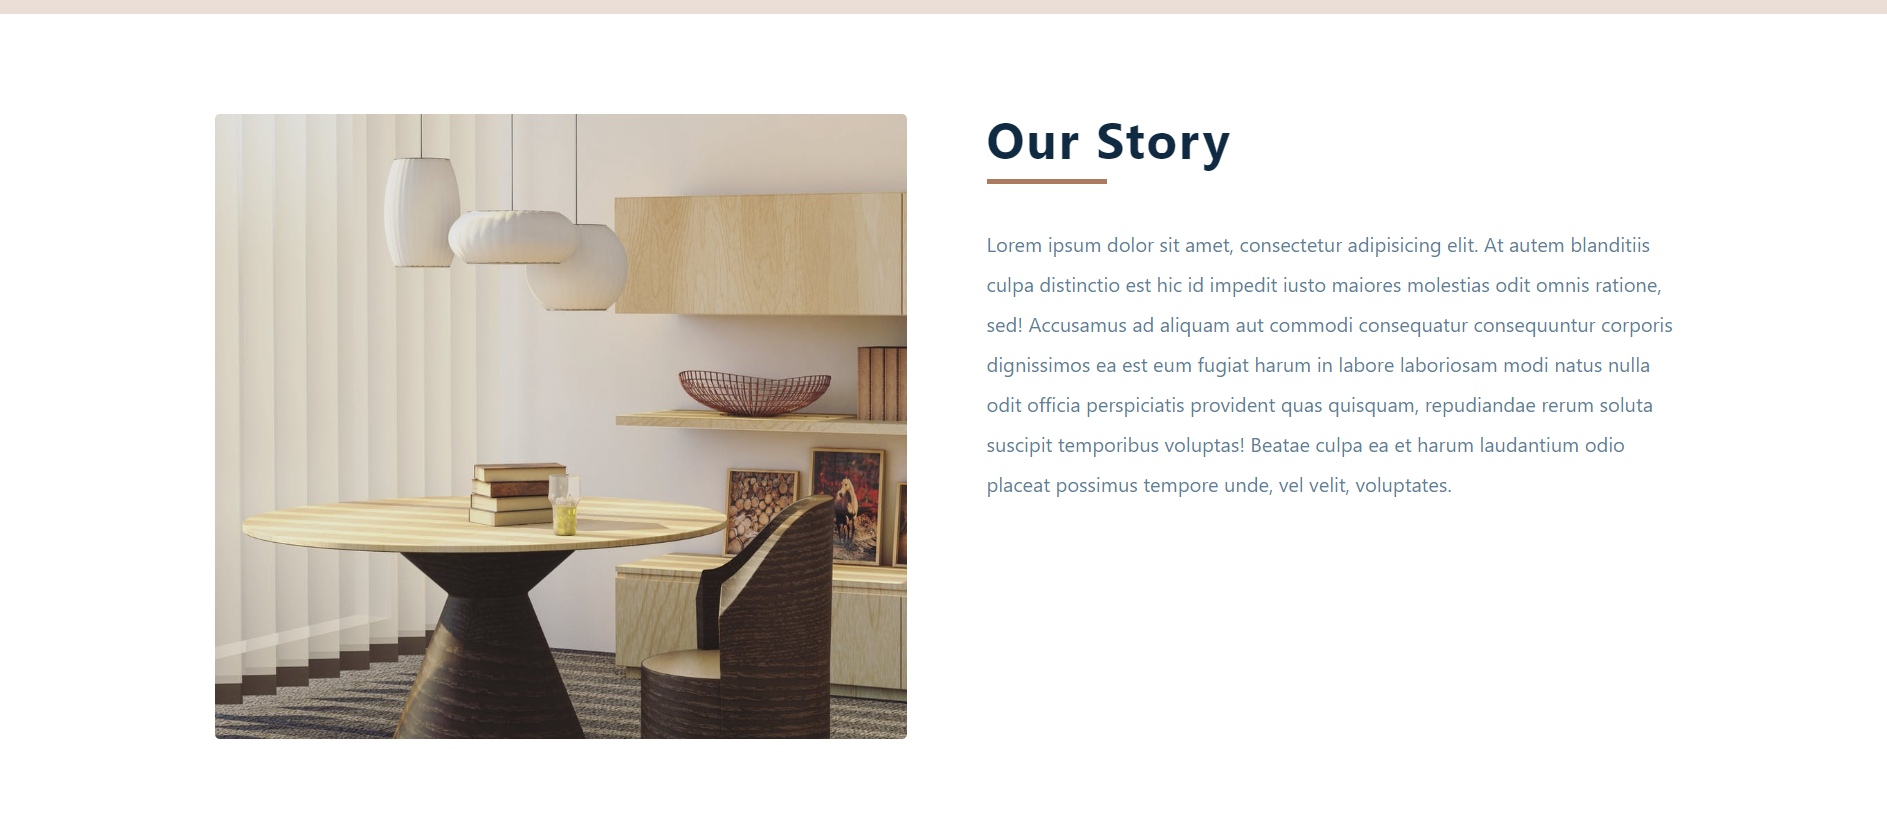 Our Story
Lorem ipsum dolor sit amet, consectetur adipisicing elit. At autem blanditiis
culpa distinctio est hic id impedit iusto maiores molestias odit omnis ratione,
sed! Accusamus ad aliquam aut commodi consequatur consequuntur corporis
dignissimos ea est eum fugiat harum in labore laboriosam modi natus nulla
odit officia perspiciatis provident quas quisquam, repudiandae rerum soluta
suscipit temporibus voluptas! Beatae culpa ea et harum laudantium odio
placeat possimus tempore unde, vel velit, voluptates.